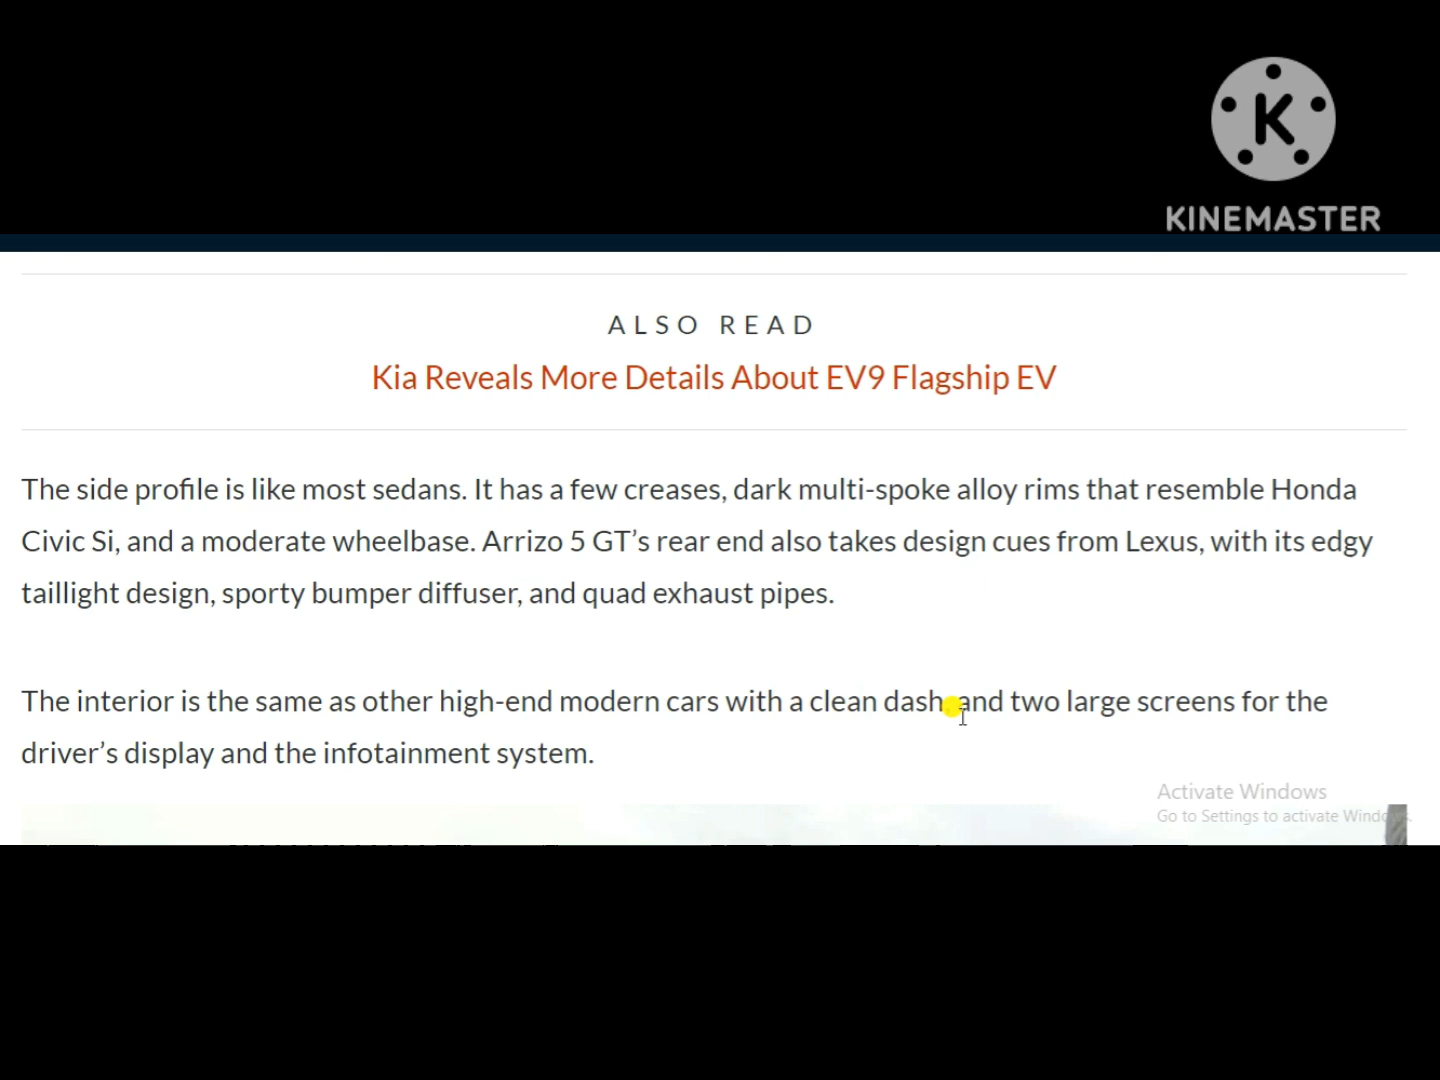 K
KINEMASTER
ALSO READ
Kia Reveals More Details About EV9 Flagship EV
The side profile is like most sedans. It has a few creases, dark multi-spoke alloy rims that resemble Honda
Civic Si, and a moderate wheelbase. Arrizo 5 GT’s rear end also takes design cues from Lexus, with its edgy
taillight design, sporty bumper diffuser, and quad exhaust pipes.
The interior is the same as other high-end modern cars with a clean dash, and two large screens for the
driver’s display and the infotainment system.
Activate Windows
Go to Settings to activate Windows.